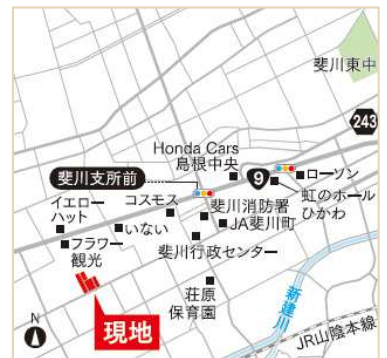 斐川東中
243
Honda Cars
島根中央
斐川支所前
9
ローソン
虹のホール
ひかわ
イエロー
ハット
コスモス
斐川消防署
JA斐川町
いない
フラワー
観光
斐川行政センター
荘原
保育園
新建川
現地
JR山陰本線
N